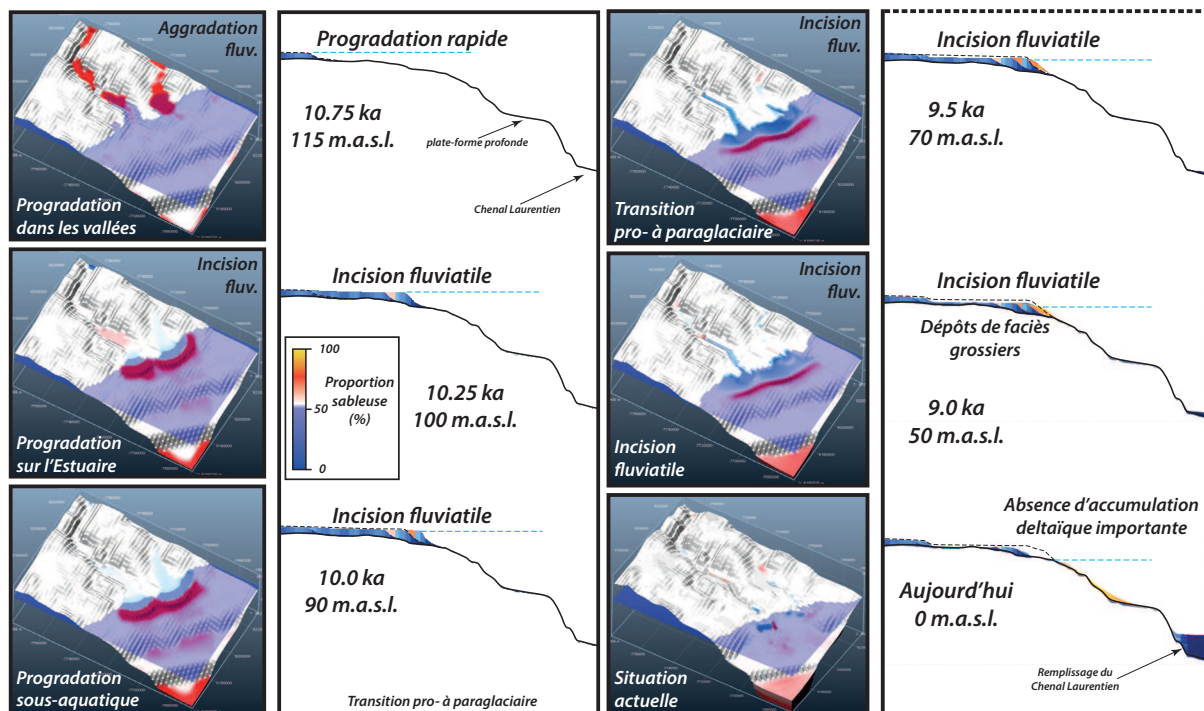 Aggradation
fluv.
Progradation
dans les vallées
Progradation rapide
10.75 ka
115 m.a.s.l.
plate-forme profonde
Chenal Laurentien
Incision
fluv.
Progradation
sur l'Estuaire
Incision fluviatile
100
Proportion
sableuse
(%)
50
0
10.25 ka
100 m.a.s.l.
Progradation
sous-aquatique
Incision fluviatile
10.0 ka
90 m.a.s.l.
Transition pro- à paraglaciaire
Incision
fluv.
Transition
pro- à paraglaciaire
Incision fluviatile
9.5 ka
70 m.a.s.l.
Incision
fluv.
Incision
fluviatile
Incision fluviatile
Dépôts de faciès
grossiers
9.0 ka
50 m.a.s.l.
Situation
actuelle
Absence d'accumulation
deltaïque importante
Aujourd'hui
0 m.a.s.l.
Remplissage du
Chenal Laurentien